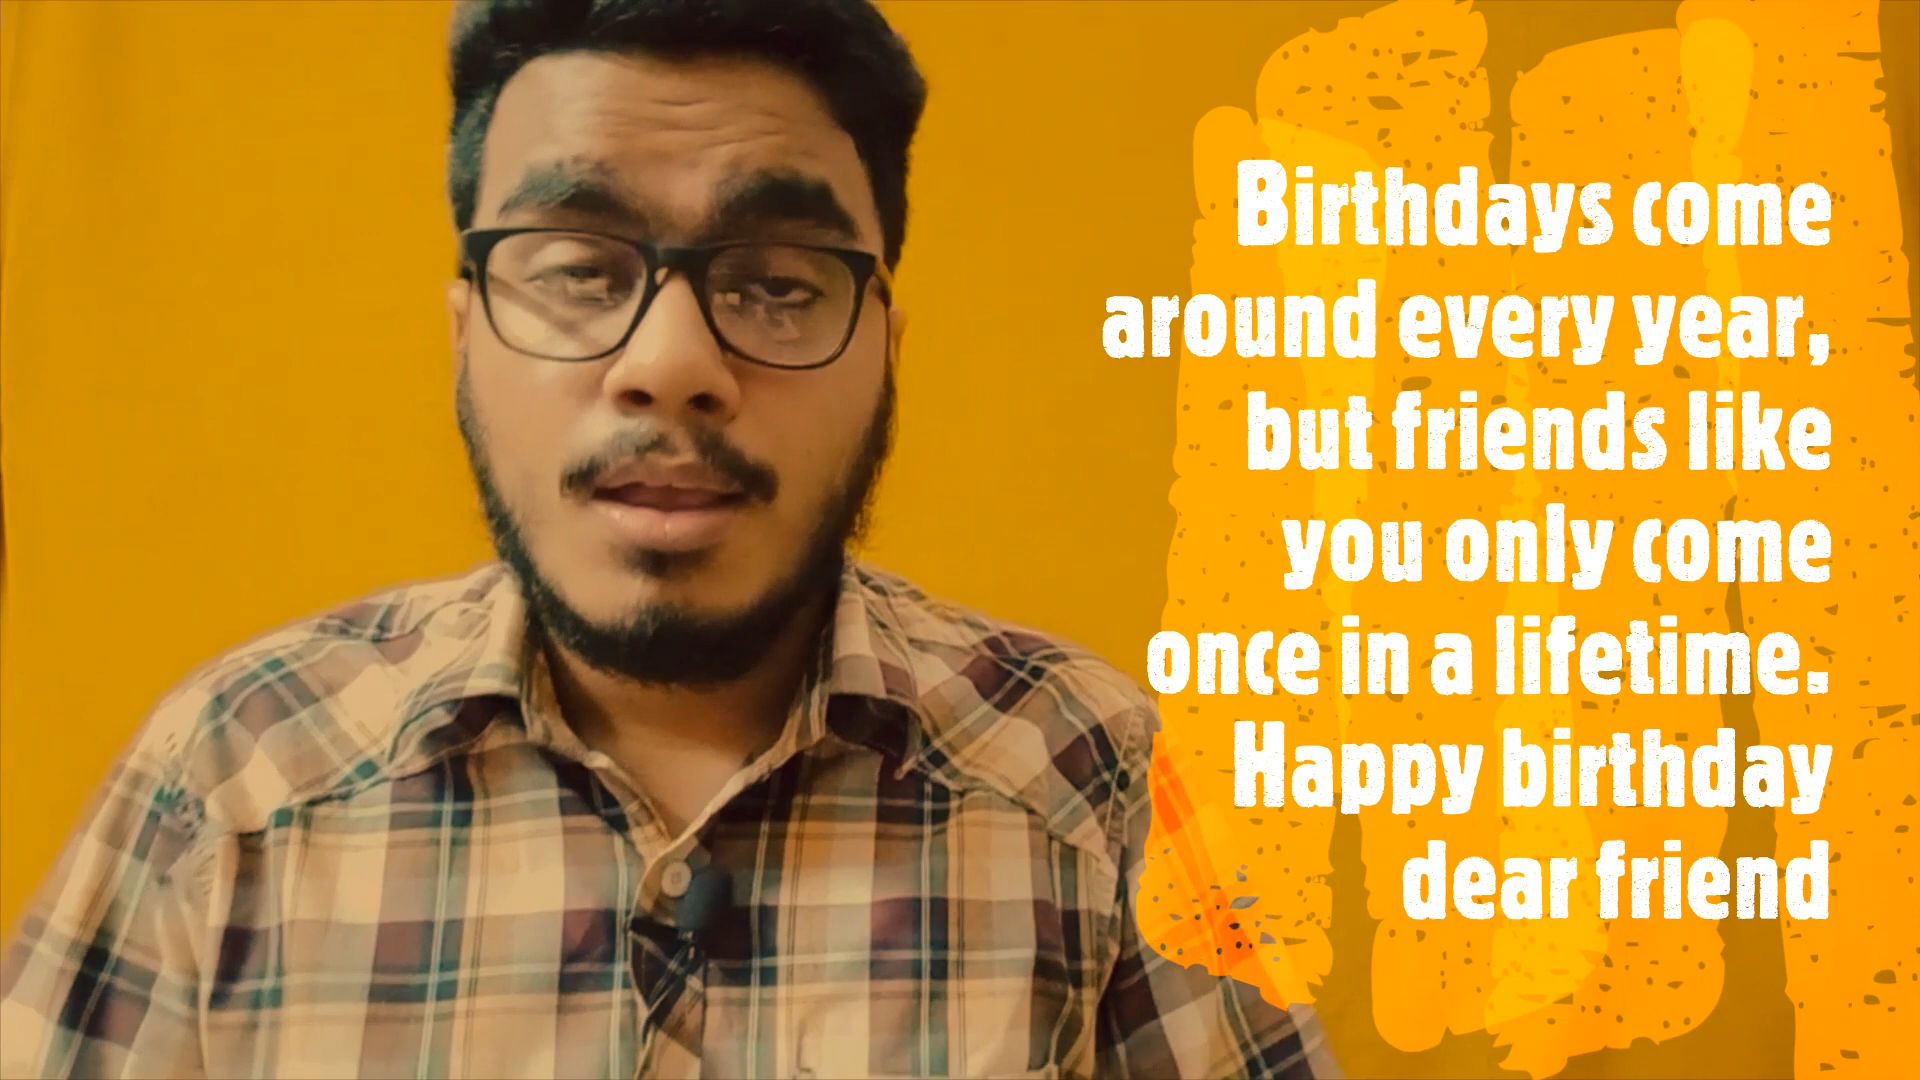 Birthdays come
around every year,
but friends like
you only come
once in a lifetime.
Happy birthday
dear friend